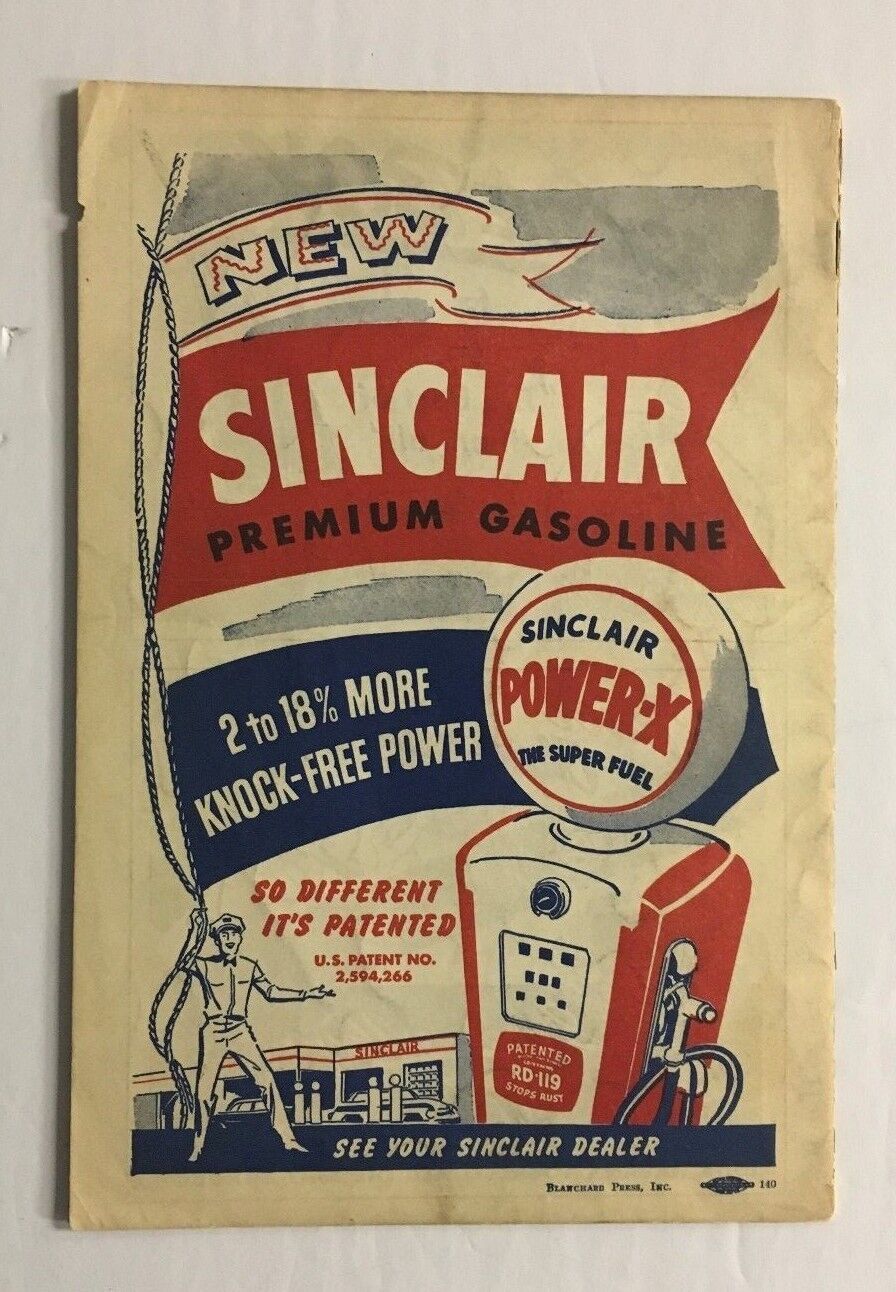 NEW
SINCLAIR
PREMIUM GASOLINE
2 to 18% MORE
KNOCK-FREE POWER
SINCLAIR
POWER-X
THE SUPER FUEL
SO DIFFERENT
IT'S PATENTED
U.S. PATENT NO.
2,594,266
SINCLAIR
PATENTED
RD-119
STOPS RUST
SEE YOUR SINCLAIR DEALER
BLANCHARD PRESS, INC.
140